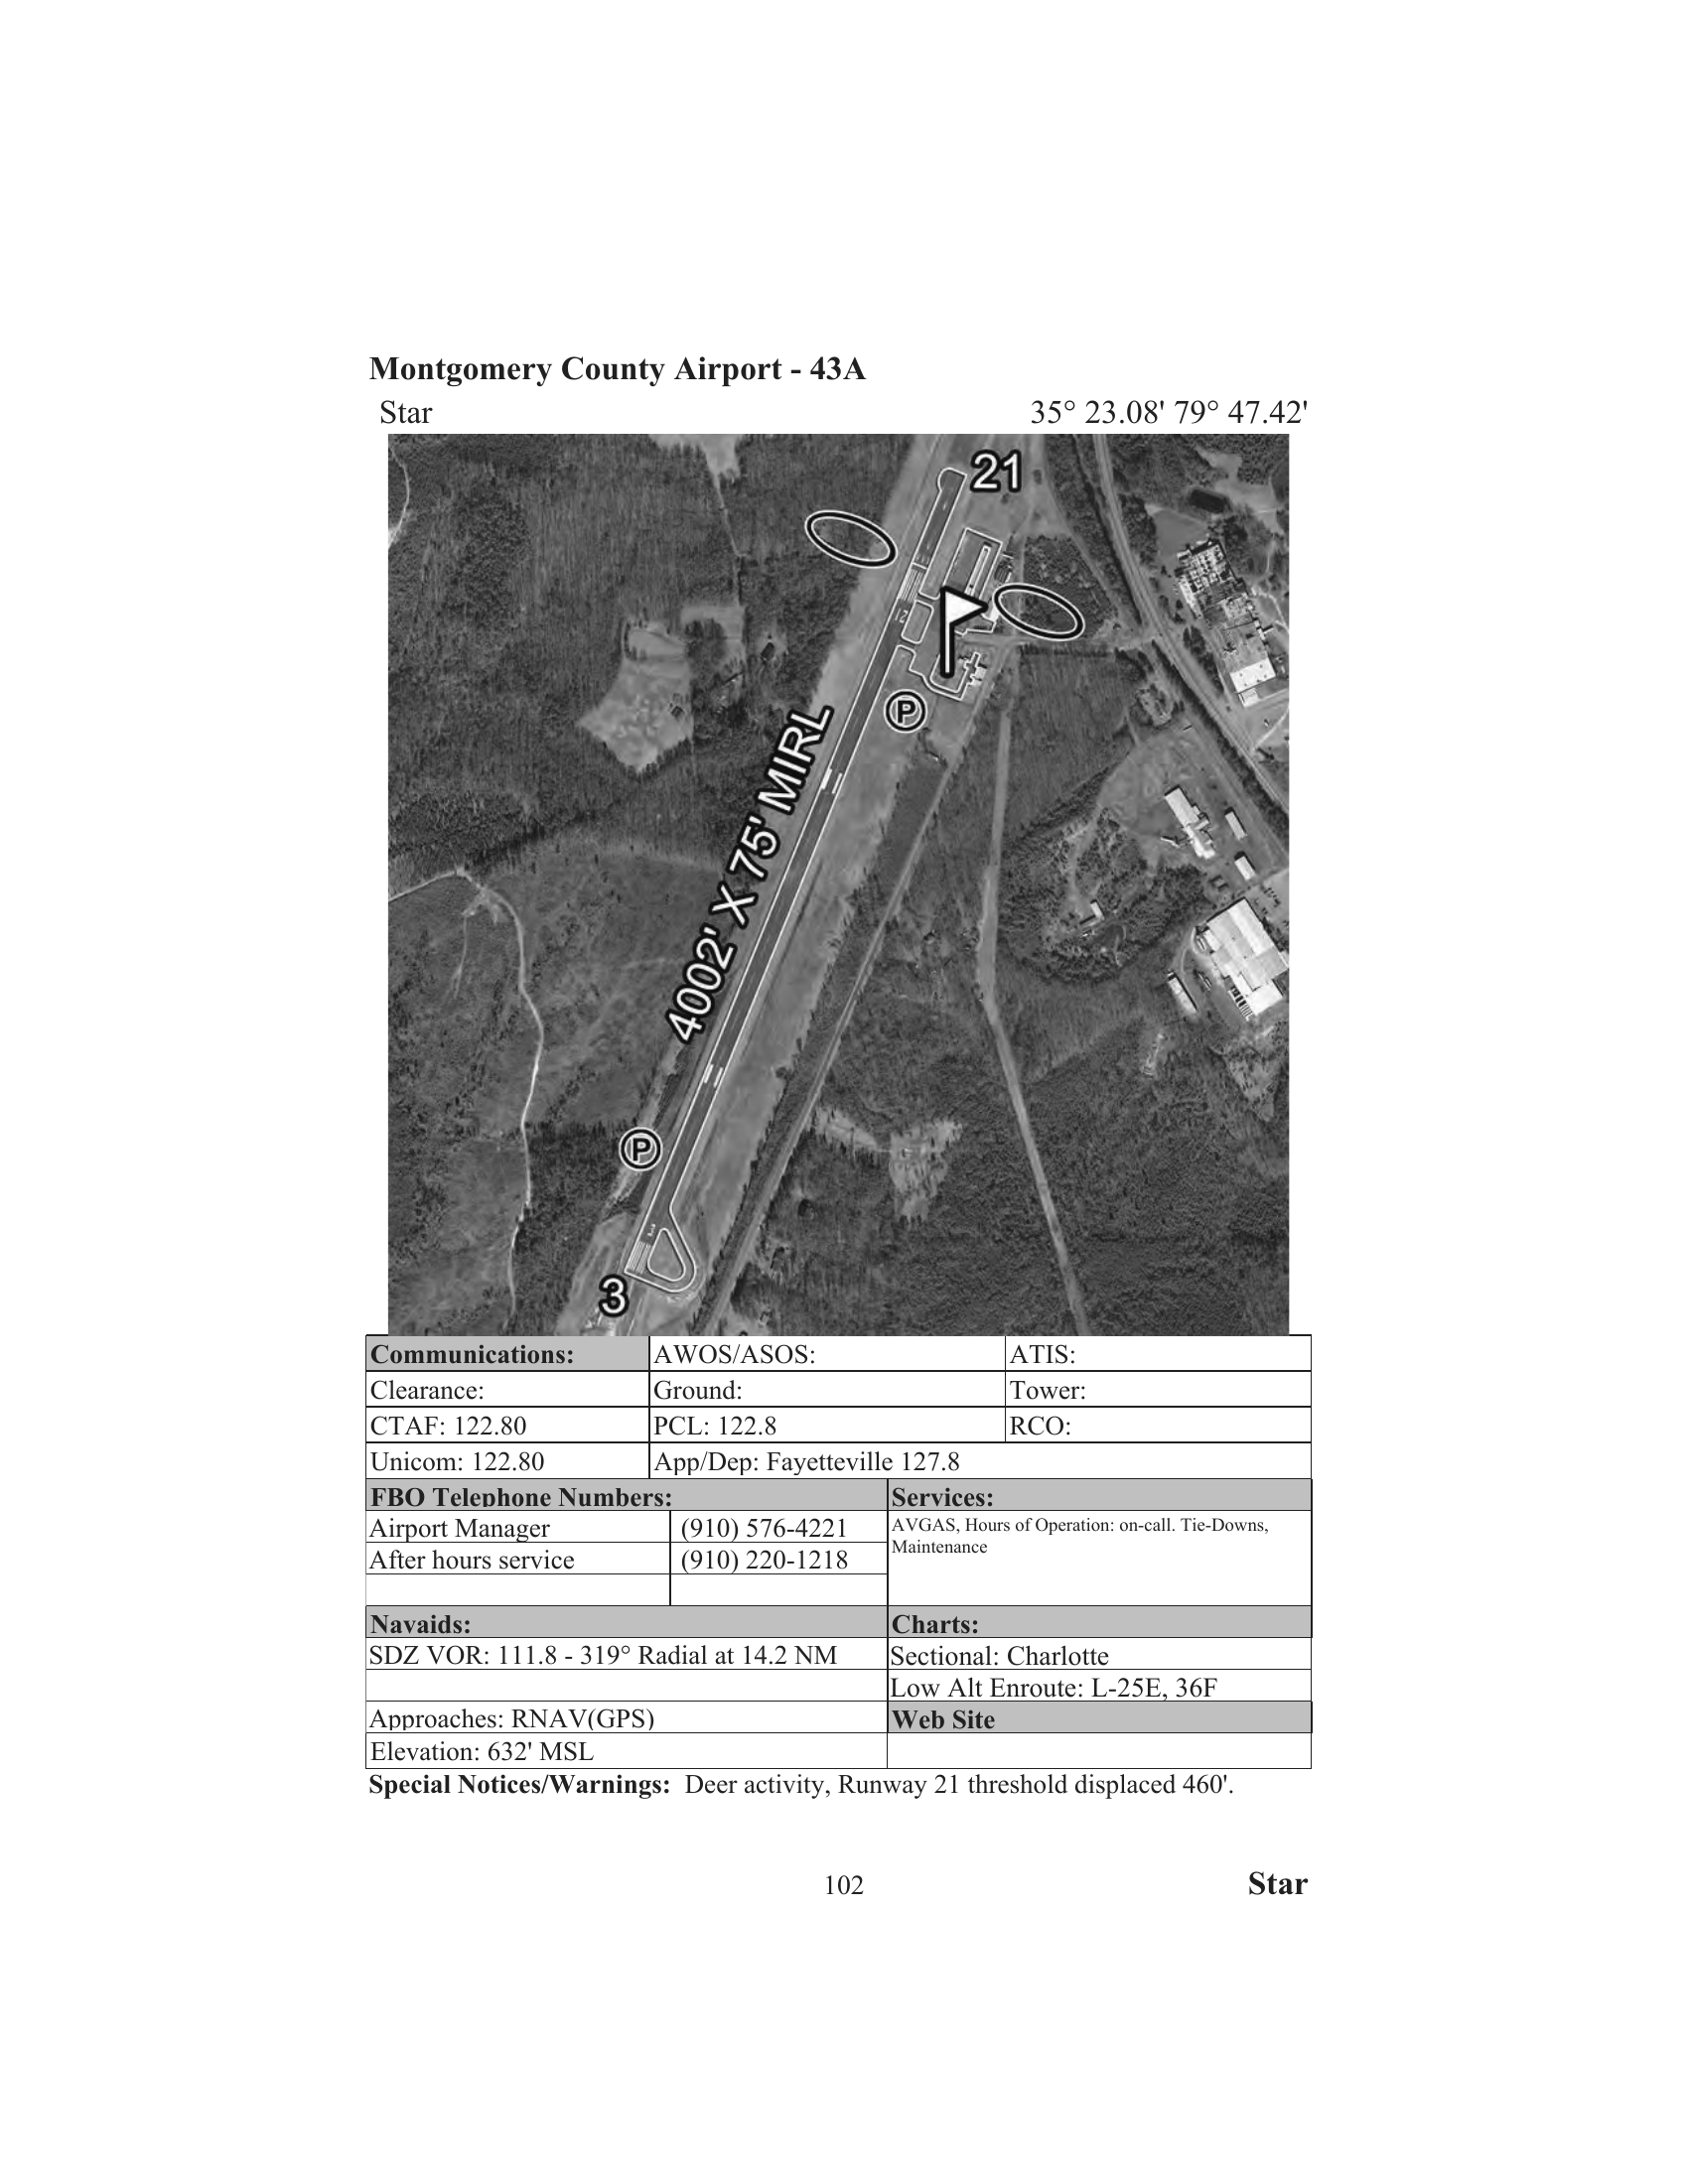 Montgomery County Airport - 43A
Star 35° 23.08' 79° 47.42'
21
21
P
4002' X 75' MIRL
P
3
3
Communications: AWOS/ASOS: ATIS:
Clearance: Ground: Tower:
CTAF: 122.80 PCL: 122.8 RCO:
Unicom: 122.80 App/Dep: Fayetteville 127.8
FBO Telephone Numbers: Services:
Airport Manager (910) 576-4221 AVGAS, Hours of Operation: on-call. Tie-Downs,
Maintenance
After hours service (910) 220-1218
Navaids: Charts:
SDZ VOR: 111.8 - 319° Radial at 14.2 NM Sectional: Charlotte
Low Alt Enroute: L-25E, 36F
Approaches: RNAV(GPS) Web Site
Elevation: 632' MSL
Special Notices/Warnings: Deer activity, Runway 21 threshold displaced 460'.
102 Star